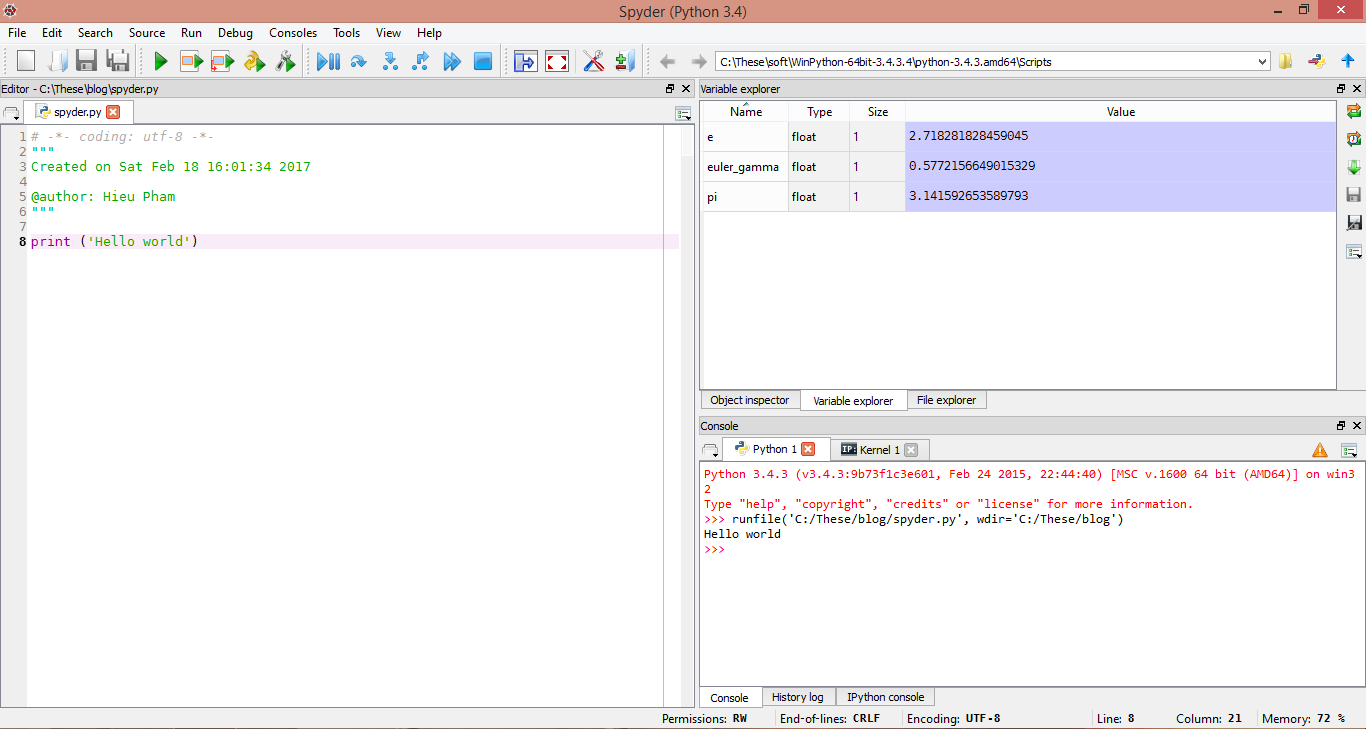 Spyder (Python 3.4)
File Edit Search Source Run Debug Consoles Tools View Help
C:\These\soft\WinPython-64bit-3.4.3.4\python-3.4.3.amd64\Scripts
Editor - C:\These\blog\spyder.py
spyder.py
1 # -*- coding: utf-8 -*-
2 """
3 Created on Sat Feb 18 16:01:34 2017
4
5 @author: Hieu Pham
6 """
7
8 print ('Hello world')
Variable explorer
Name Type Size Value
e float 1 2.718281828459045
euler_gamma float 1 0.5772156649015329
pi float 1 3.141592653589793
Object inspector Variable explorer File explorer
Console
Python 1 IP: Kernel 1
Python 3.4.3 (v3.4.3:9b73f1c3e601, Feb 24 2015, 22:44:40) [MSC v.1600 64 bit (AMD64)] on win3
2
Type "help", "copyright", "credits" or "license" for more information.
>>> runfile('C:/These/blog/spyder.py', wdir='C:/These/blog')
Hello world
>>>
Console History log IPython console
Permissions: RW End-of-lines: CRLF Encoding: UTF-8 Line: 8 Column: 21 Memory: 72 %